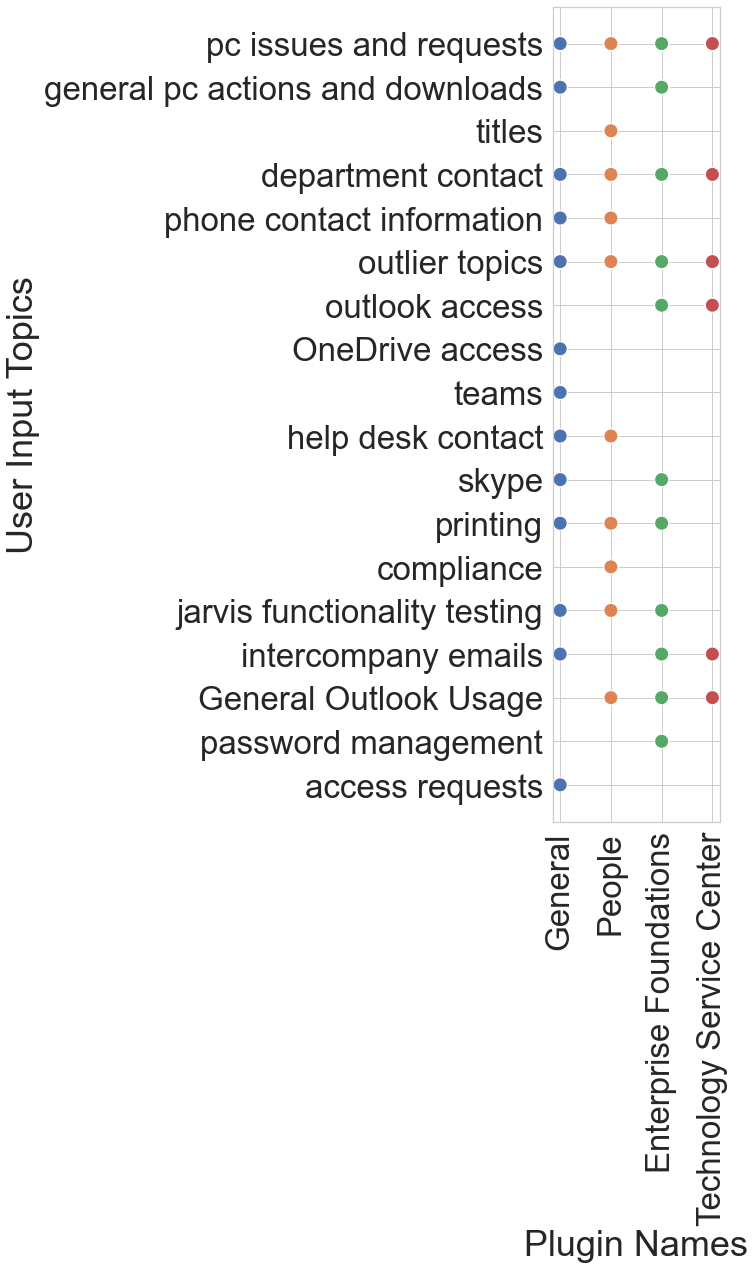 pc issues and requests
general pc actions and downloads
titles
department contact
phone contact information
outlier topics
outlook access
OneDrive access
teams
help desk contact
skype
printing
compliance
jarvis functionality testing
intercompany emails
General Outlook Usage
password management
access requests
User Input Topics
General
People
Enterprise Foundations
Technology Service Center
Plugin Names